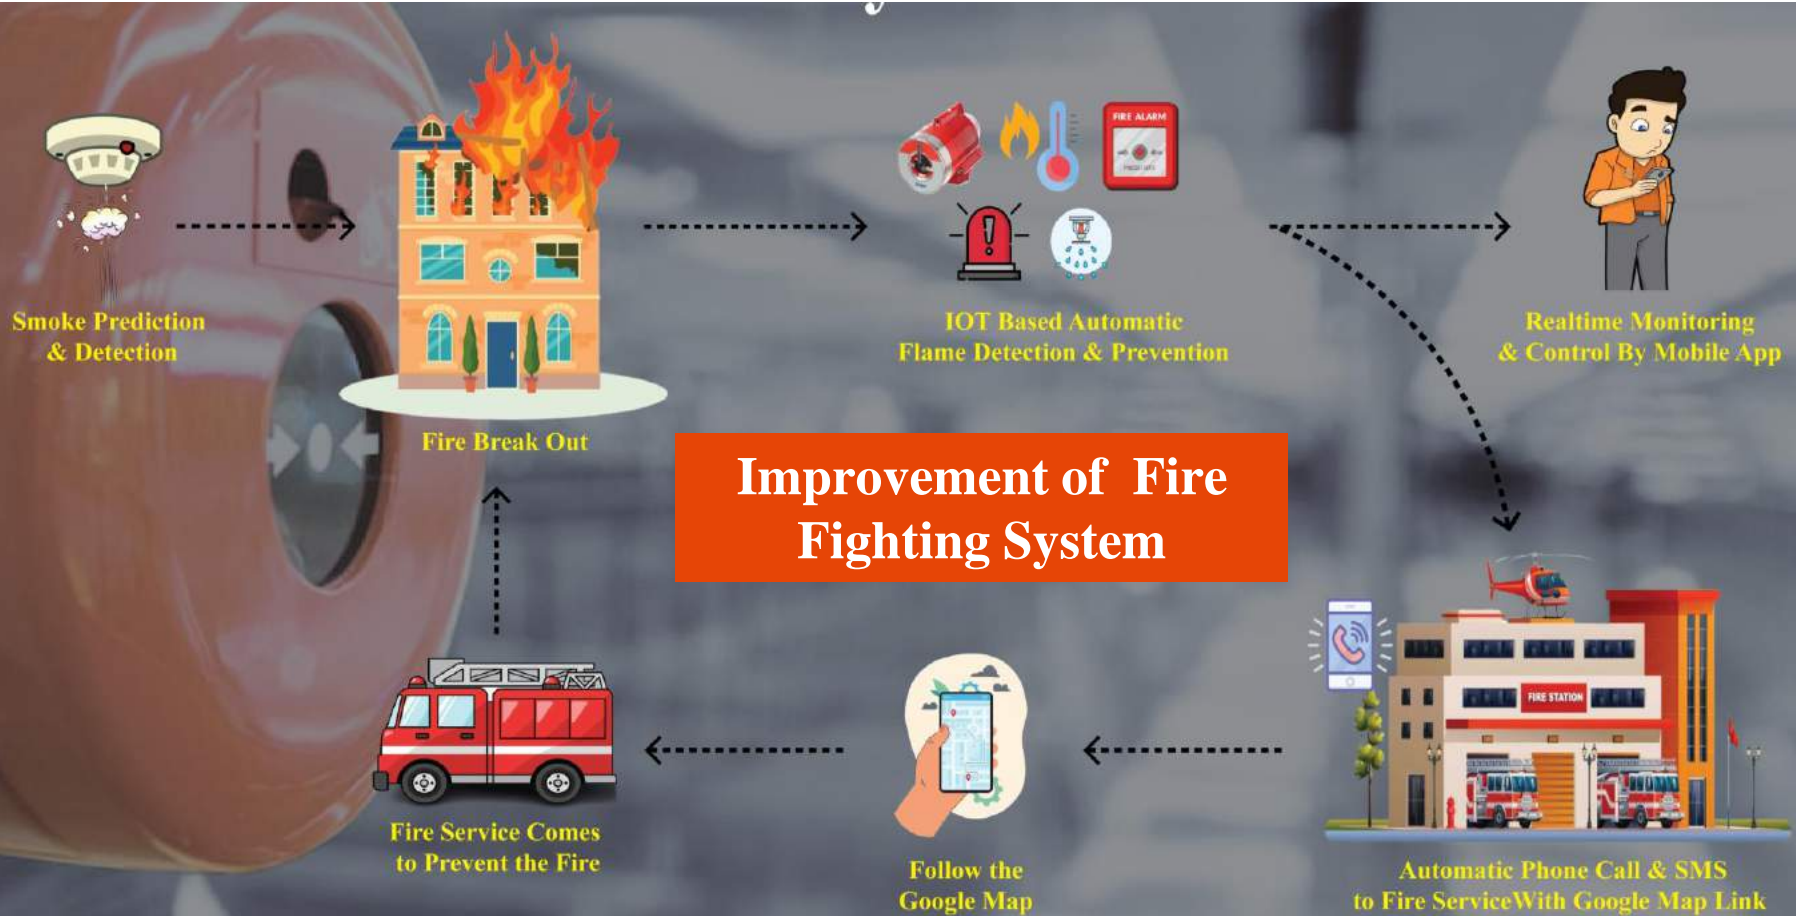 Smoke Prediction
& Detection
Fire Break Out
FIRE ALARM
IOT Based Automatic
Flame Detection & Prevention
Realtime Monitoring
& Control By Mobile App
Improvement of  Fire
Fighting System
Fire Service Comes
to Prevent the Fire
Follow the
Google Map
FIRE STATION
Automatic Phone Call & SMS
to Fire ServiceWith Google Map Link